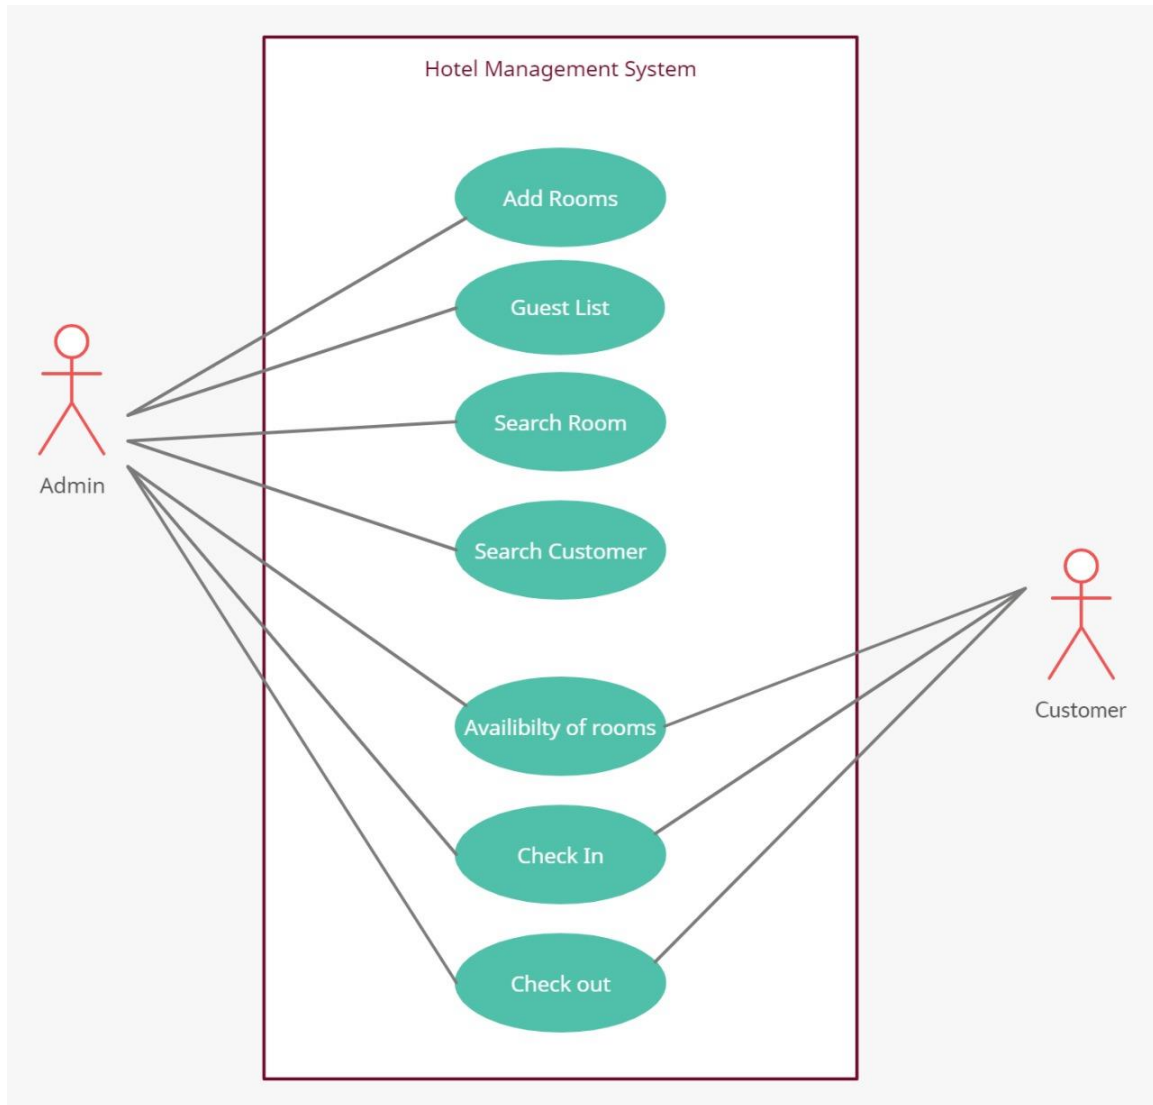 Hotel Management System
Add Rooms
Guest List
Search Room
Admin
Search Customer
Customer
Availibilty of rooms
Check In
Check out